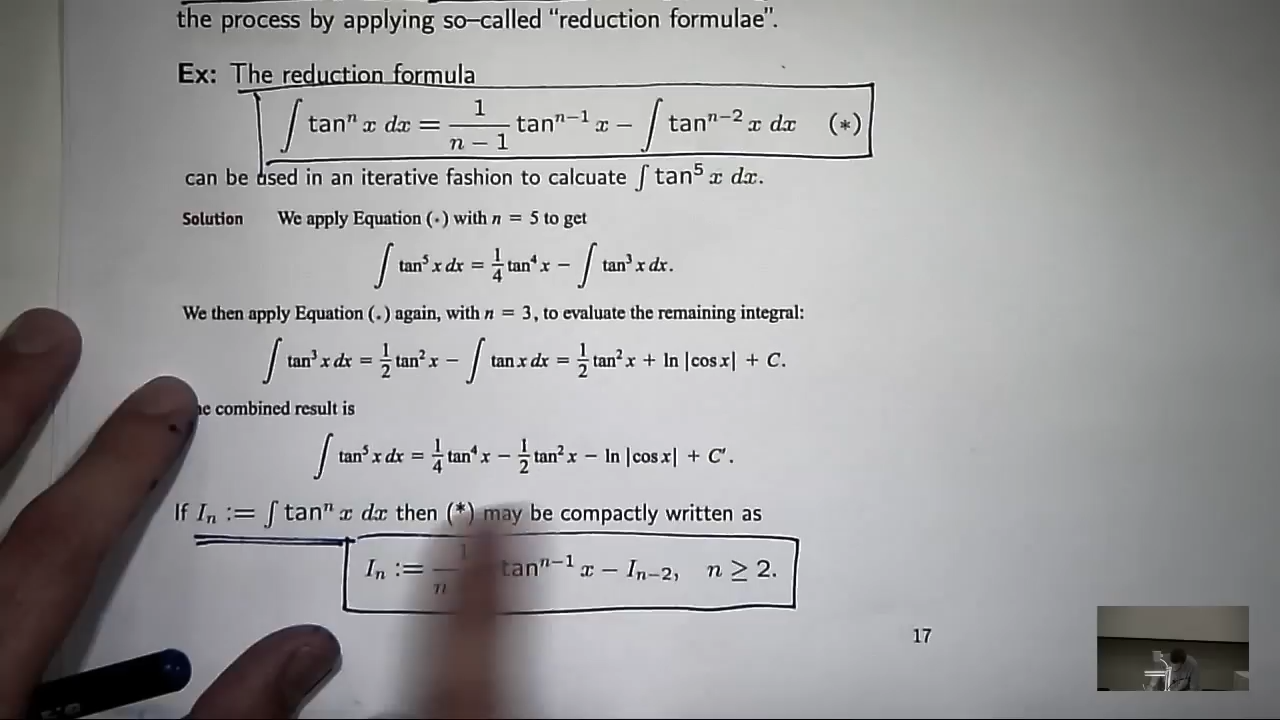 the process by applying so–called “reduction formulae”.
Ex: The reduction formula
∫ tanⁿ x dx = 1/(n − 1) tanⁿ⁻¹ x − ∫ tanⁿ⁻² x dx (∗)
can be used in an iterative fashion to calcuate ∫ tan⁵ x dx.
Solution We apply Equation (·) with n = 5 to get
∫ tan⁵ x dx = 1/4 tan⁴ x − ∫ tan³ x dx.
We then apply Equation (·) again, with n = 3, to evaluate the remaining integral:
∫ tan³ x dx = 1/2 tan² x − ∫ tan x dx = 1/2 tan² x + ln |cos x| + C.
combined result is
∫ tan⁵ x dx = 1/4 tan⁴ x − 1/2 tan² x − ln |cos x| + C′.
If Iₙ := ∫ tanⁿ x dx then (*) may be compactly written as
Iₙ := tanⁿ⁻¹ x − Iₙ₋₂, n ≥ 2.
17